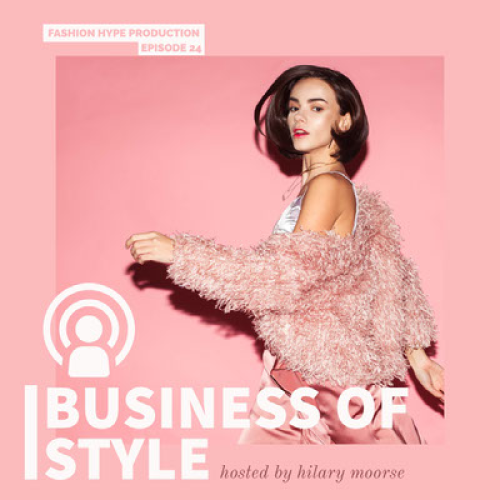 FASHION HYPE PRODUCTION
EPISODE 24
BUSINESS OF
STYLE
hosted by hilary moorse